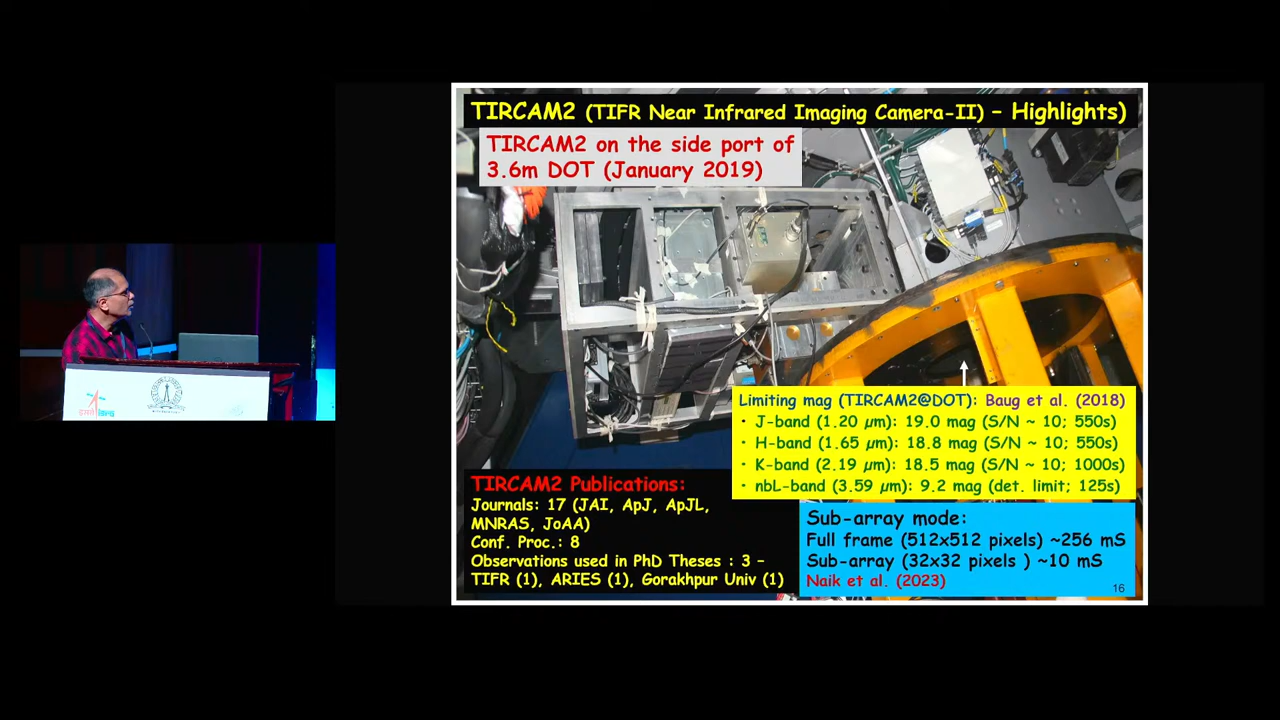 TIRCAM2 (TIFR Near Infrared Imaging Camera-II) – Highlights)
TIRCAM2 on the side port of
3.6m DOT (January 2019)
Limiting mag (TIRCAM2@DOT): Baug et al. (2018)
• J-band (1.20 µm): 19.0 mag (S/N ~ 10; 550s)
• H-band (1.65 µm): 18.8 mag (S/N ~ 10; 550s)
• K-band (2.19 µm): 18.5 mag (S/N ~ 10; 1000s)
• nbL-band (3.59 µm): 9.2 mag (det. limit; 125s)
TIRCAM2 Publications:
Journals: 17 (JAI, ApJ, ApJL,
MNRAS, JoAA)
Conf. Proc.: 8
Observations used in PhD Theses : 3 –
TIFR (1), ARIES (1), Gorakhpur Univ (1)
Sub-array mode:
Full frame (512x512 pixels) ~256 mS
Sub-array (32x32 pixels ) ~10 mS
Naik et al. (2023)
16